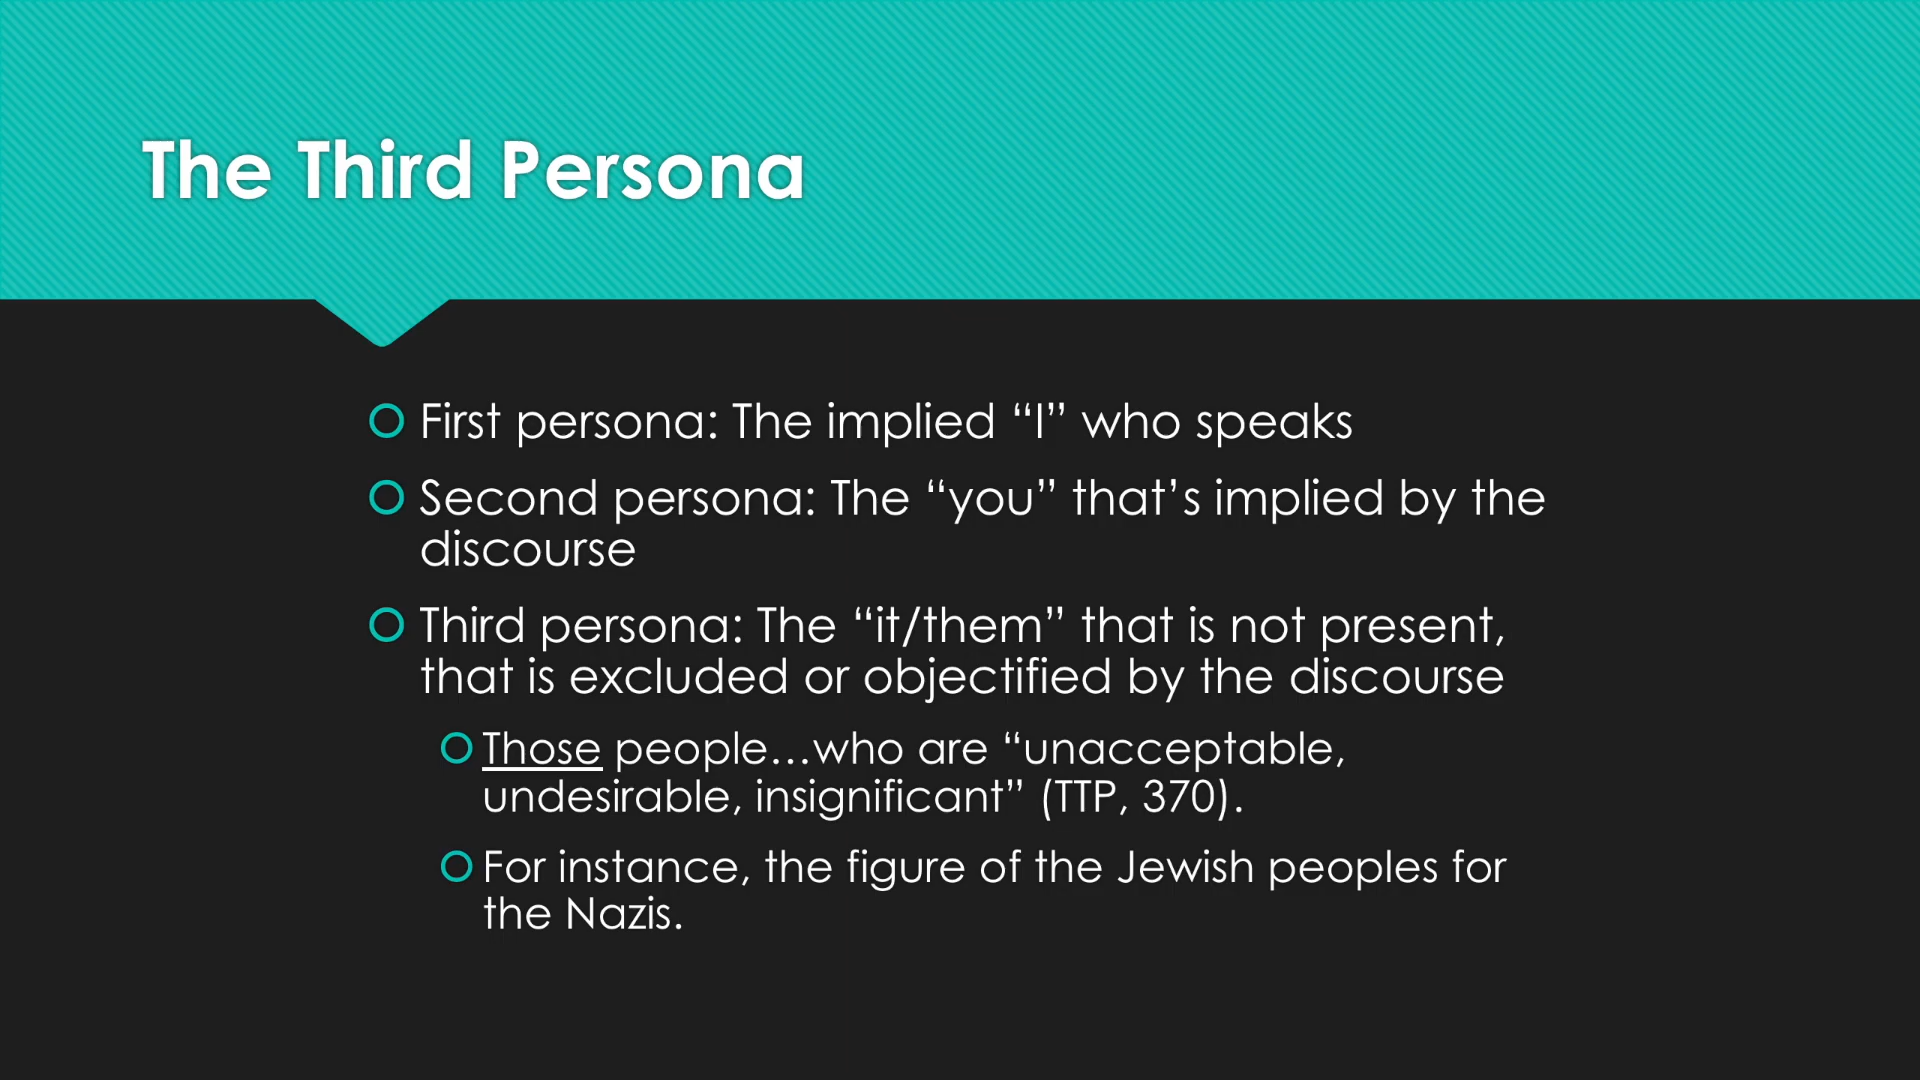 The Third Persona
First persona: The implied “I” who speaks
Second persona: The “you” that’s implied by the
discourse
Third persona: The “it/them” that is not present,
that is excluded or objectified by the discourse
Those people…who are “unacceptable,
undesirable, insignificant” (TTP, 370).
For instance, the figure of the Jewish peoples for
the Nazis.